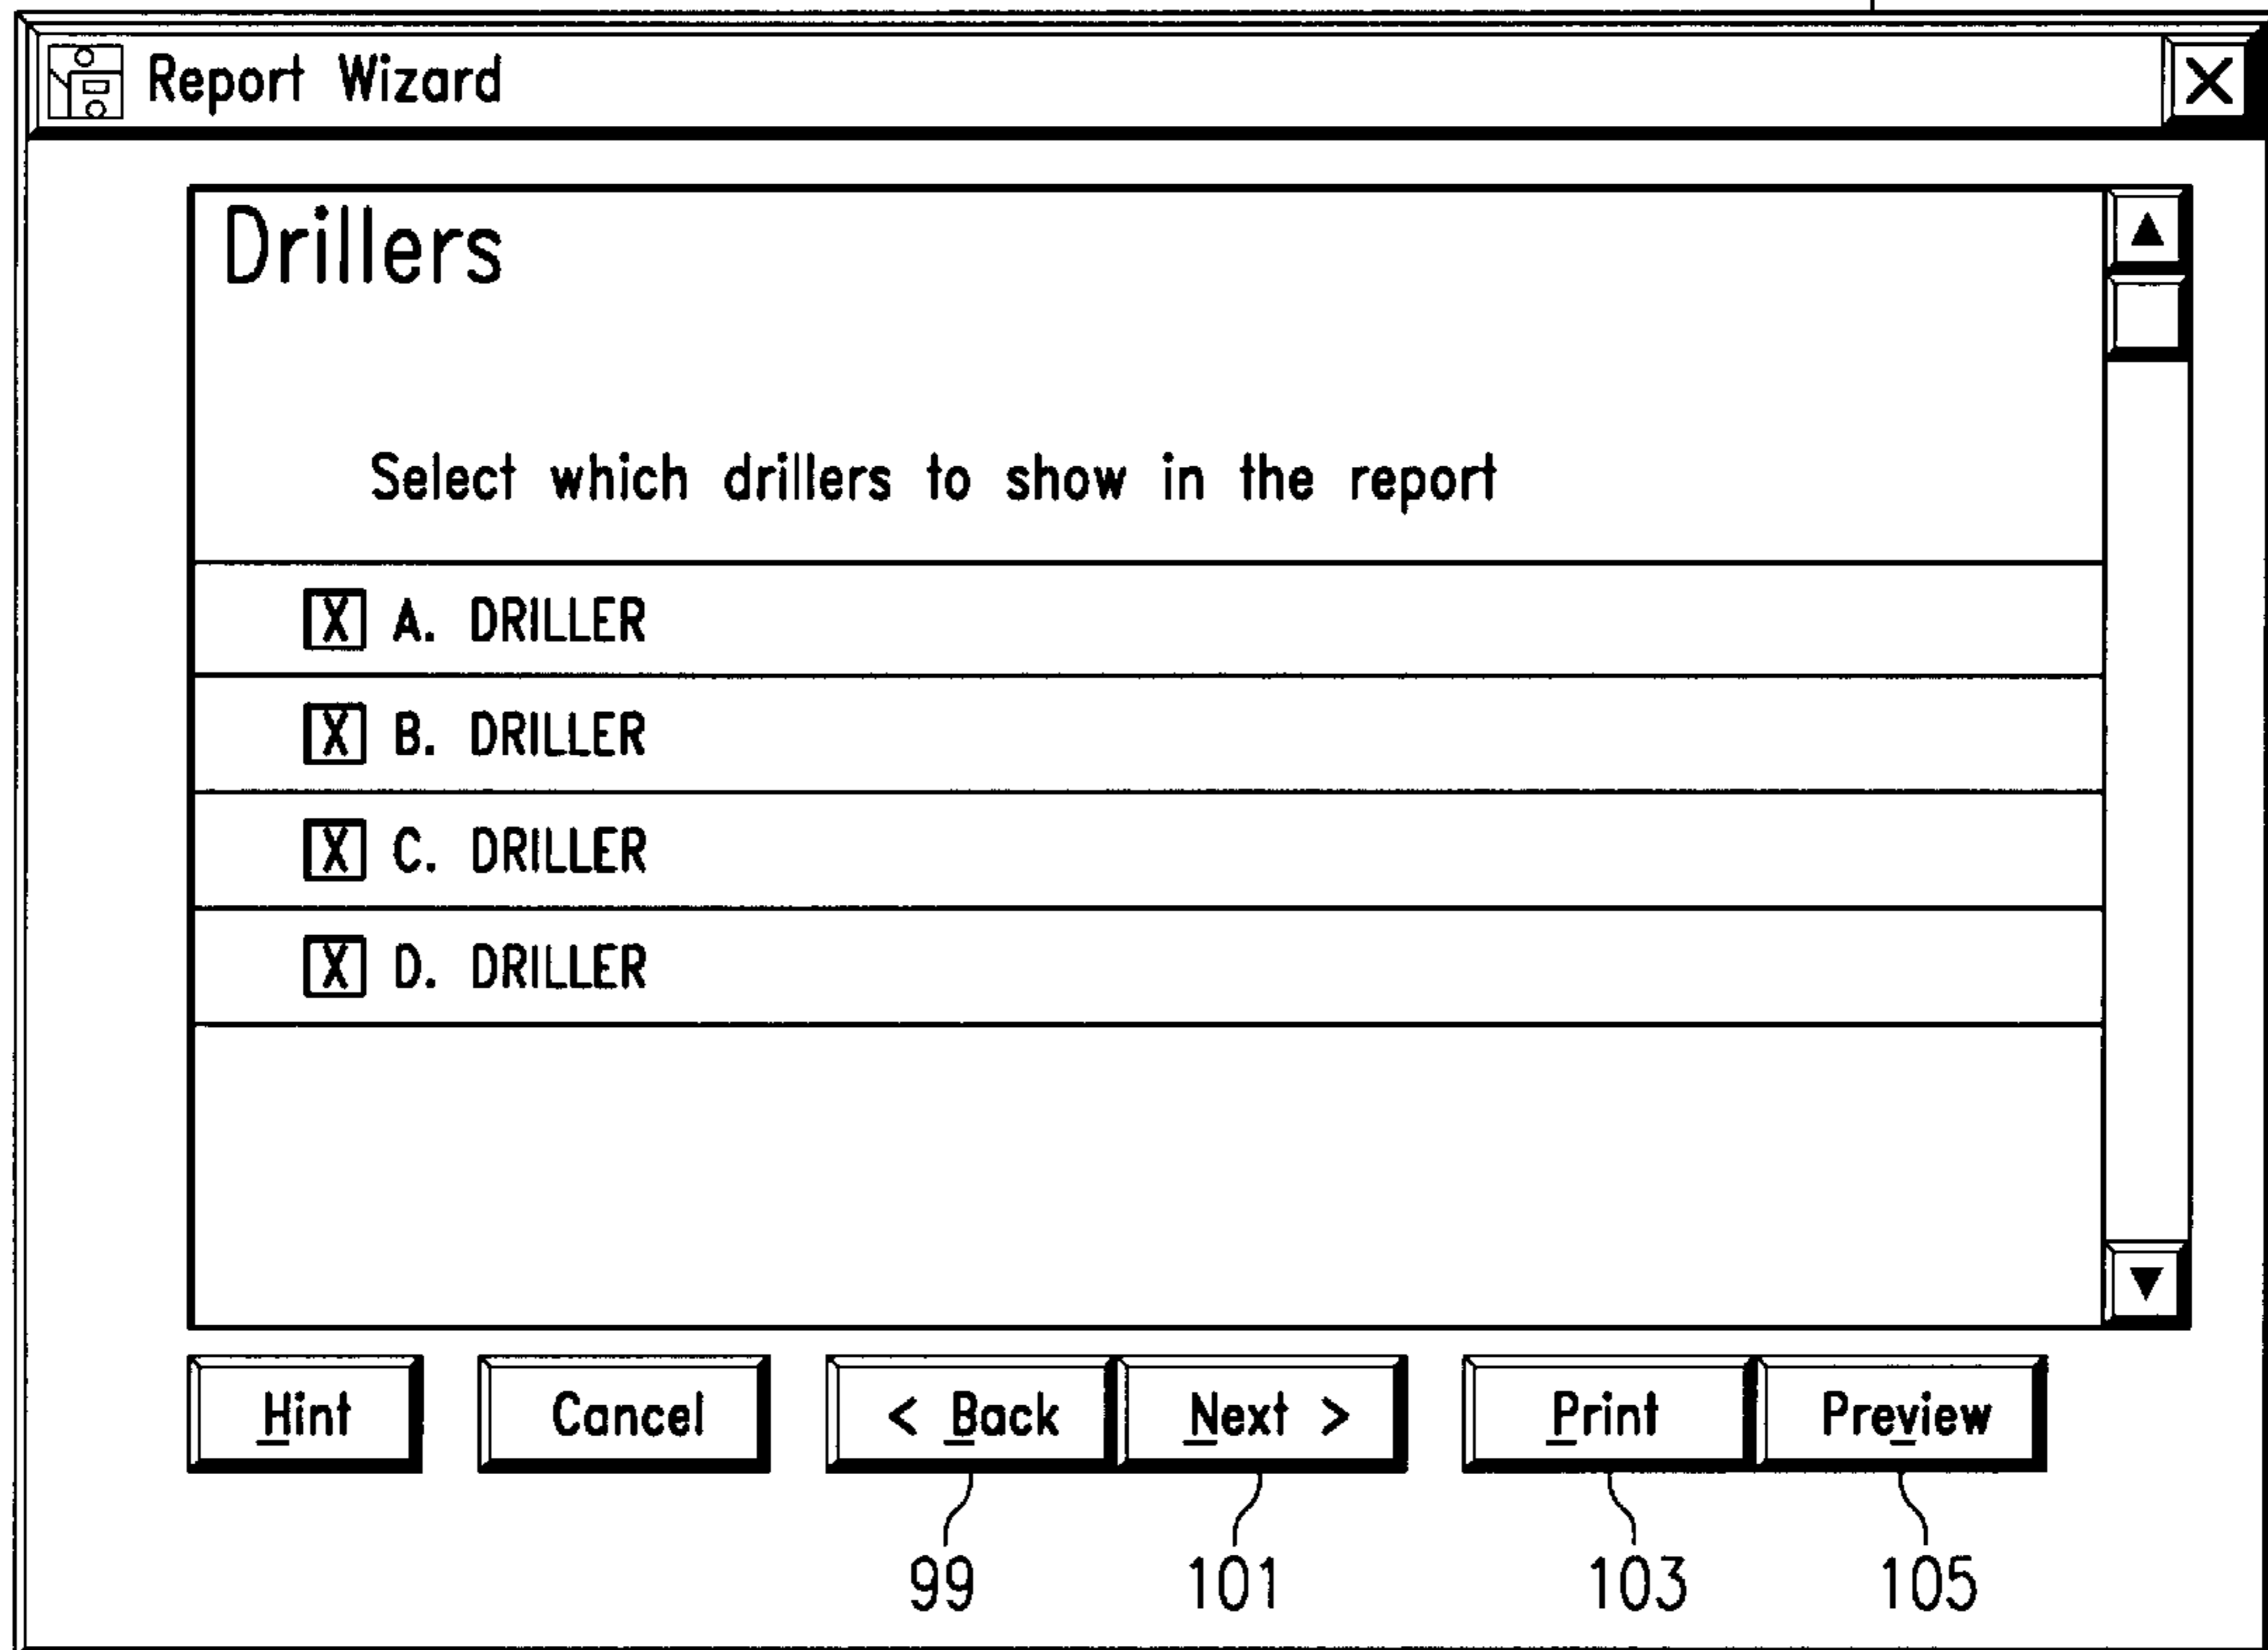 Report Wizard
Drillers
Select which drillers to show in the report
X A. DRILLER
X B. DRILLER
X C. DRILLER
X D. DRILLER
Hint Cancel < Back Next > Print Preview
99 101 103 105